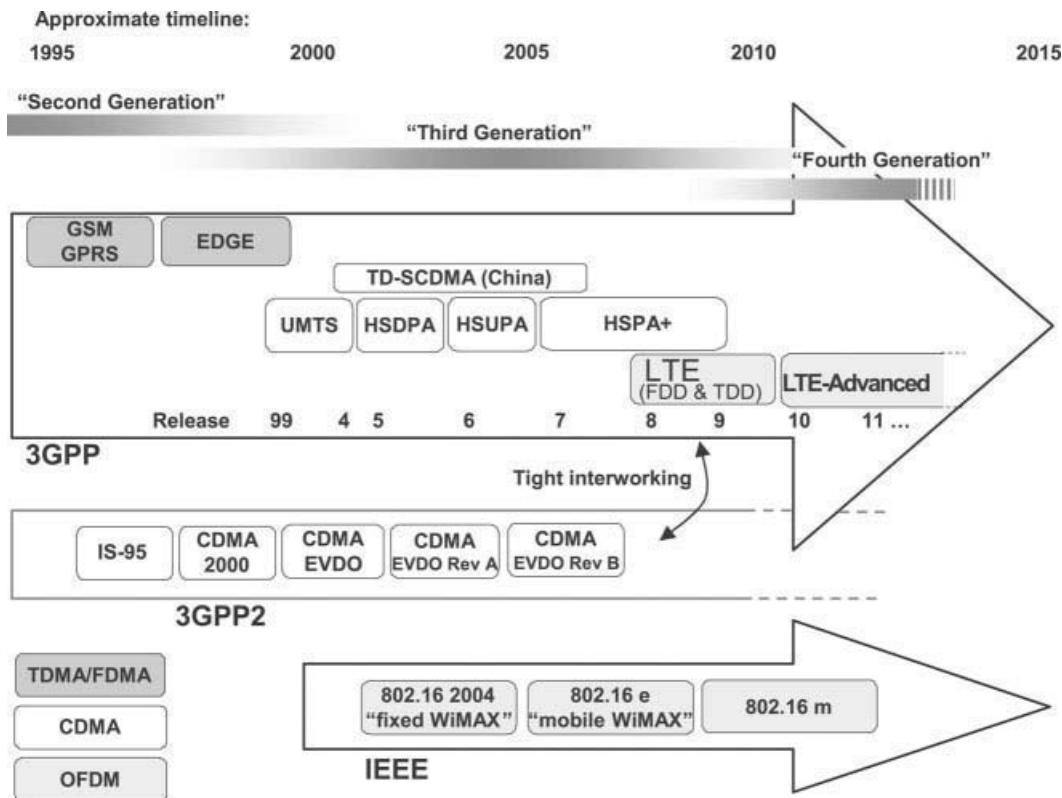 Approximate timeline:
1995 2000 2005 2010 2015
“Second Generation”
“Third Generation”
“Fourth Generation”
GSM
GPRS
EDGE
TD-SCDMA (China)
UMTS HSDPA HSUPA HSPA+
LTE
(FDD & TDD)
LTE-Advanced
Release 99 4 5 6 7 8 9 10 11 ...
3GPP
Tight interworking
IS-95
CDMA
2000
CDMA
EVDO
CDMA
EVDO Rev A
CDMA
EVDO Rev B
3GPP2
TDMA/FDMA
CDMA
OFDM
802.16 2004
“fixed WiMAX”
802.16 e
“mobile WiMAX”
802.16 m
IEEE